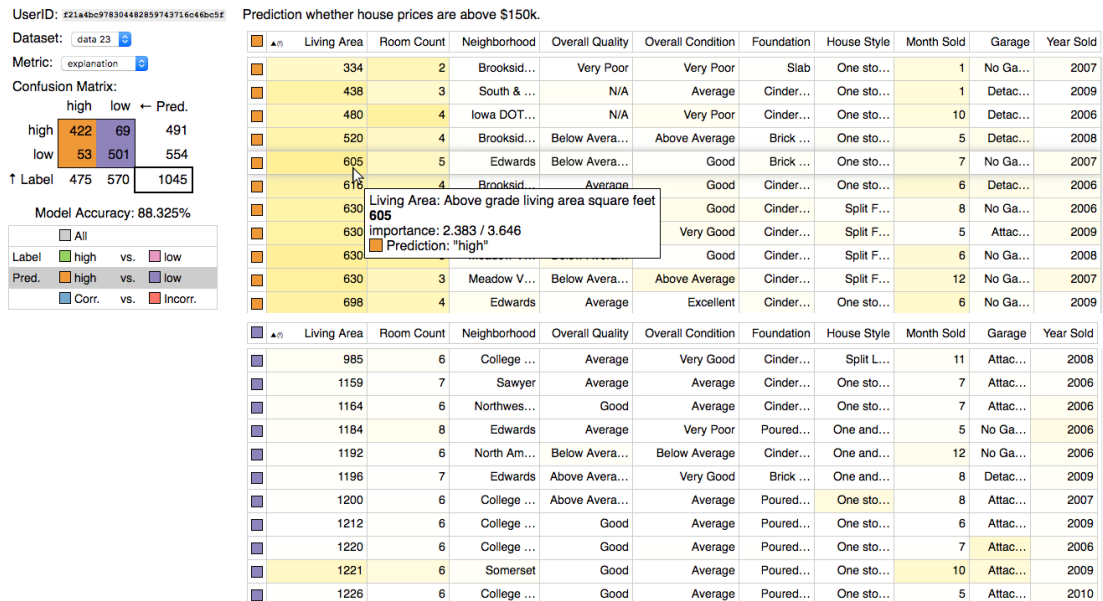 UserID: f21a4bc978304482859743716c46bc5f
Dataset: data 23
Metric: explanation
Confusion Matrix:
high low ← Pred.
high 422 69 491
low 53 501 554
↑ Label 475 570 1045
Model Accuracy: 88.325%
All
Label high vs. low
Pred. high vs. low
Corr. vs. Incorr.
Prediction whether house prices are above $150k.
▲(f) Living Area Room Count Neighborhood Overall Quality Overall Condition Foundation House Style Month Sold Garage Year Sold
334 2 Brooksid... Very Poor Very Poor Slab One sto... 1 No Ga... 2007
438 3 South & ... N/A Average Cinder... One sto... 1 Detac... 2009
480 4 Iowa DOT... N/A Very Poor Cinder... One sto... 10 Detac... 2006
520 4 Brooksid... Below Avera... Above Average Brick ... One sto... 5 Detac... 2008
605 5 Edwards Below Avera... Good Brick ... One sto... 7 No Ga... 2007
616 4 Brooksid... Average Good Cinder... One sto... 6 Detac... 2006
630 Good Cinder... Split F... 8 No Ga... 2006
630 Very Good Cinder... Split F... 5 Attac... 2009
630 Good Cinder... Split F... 6 No Ga... 2008
630 3 Meadow V... Below Avera... Above Average Cinder... Split F... 12 No Ga... 2007
698 4 Edwards Average Excellent Cinder... One sto... 6 No Ga... 2009
Living Area: Above grade living area square feet
605
importance: 2.383 / 3.646
Prediction: "high"
▲(f) Living Area Room Count Neighborhood Overall Quality Overall Condition Foundation House Style Month Sold Garage Year Sold
985 6 College ... Average Very Good Cinder... Split L... 11 Attac... 2008
1159 7 Sawyer Average Average Cinder... One sto... 7 Attac... 2006
1164 6 Northwes... Good Average Cinder... One sto... 7 Attac... 2006
1184 8 Edwards Average Very Poor Poured... One and... 5 No Ga... 2006
1192 6 North Am... Below Avera... Below Average Cinder... One and... 12 No Ga... 2006
1196 7 Edwards Above Avera... Very Good Brick ... One and... 8 Detac... 2009
1200 6 College ... Above Avera... Average Poured... One sto... 8 Attac... 2007
1212 6 College ... Good Average Poured... One sto... 6 Attac... 2009
1220 6 College ... Good Average Poured... One sto... 7 Attac... 2006
1221 6 Somerset Good Average Poured... One sto... 10 Attac... 2009
1226 6 College ... Good Average Poured... One sto... 5 Attac... 2010